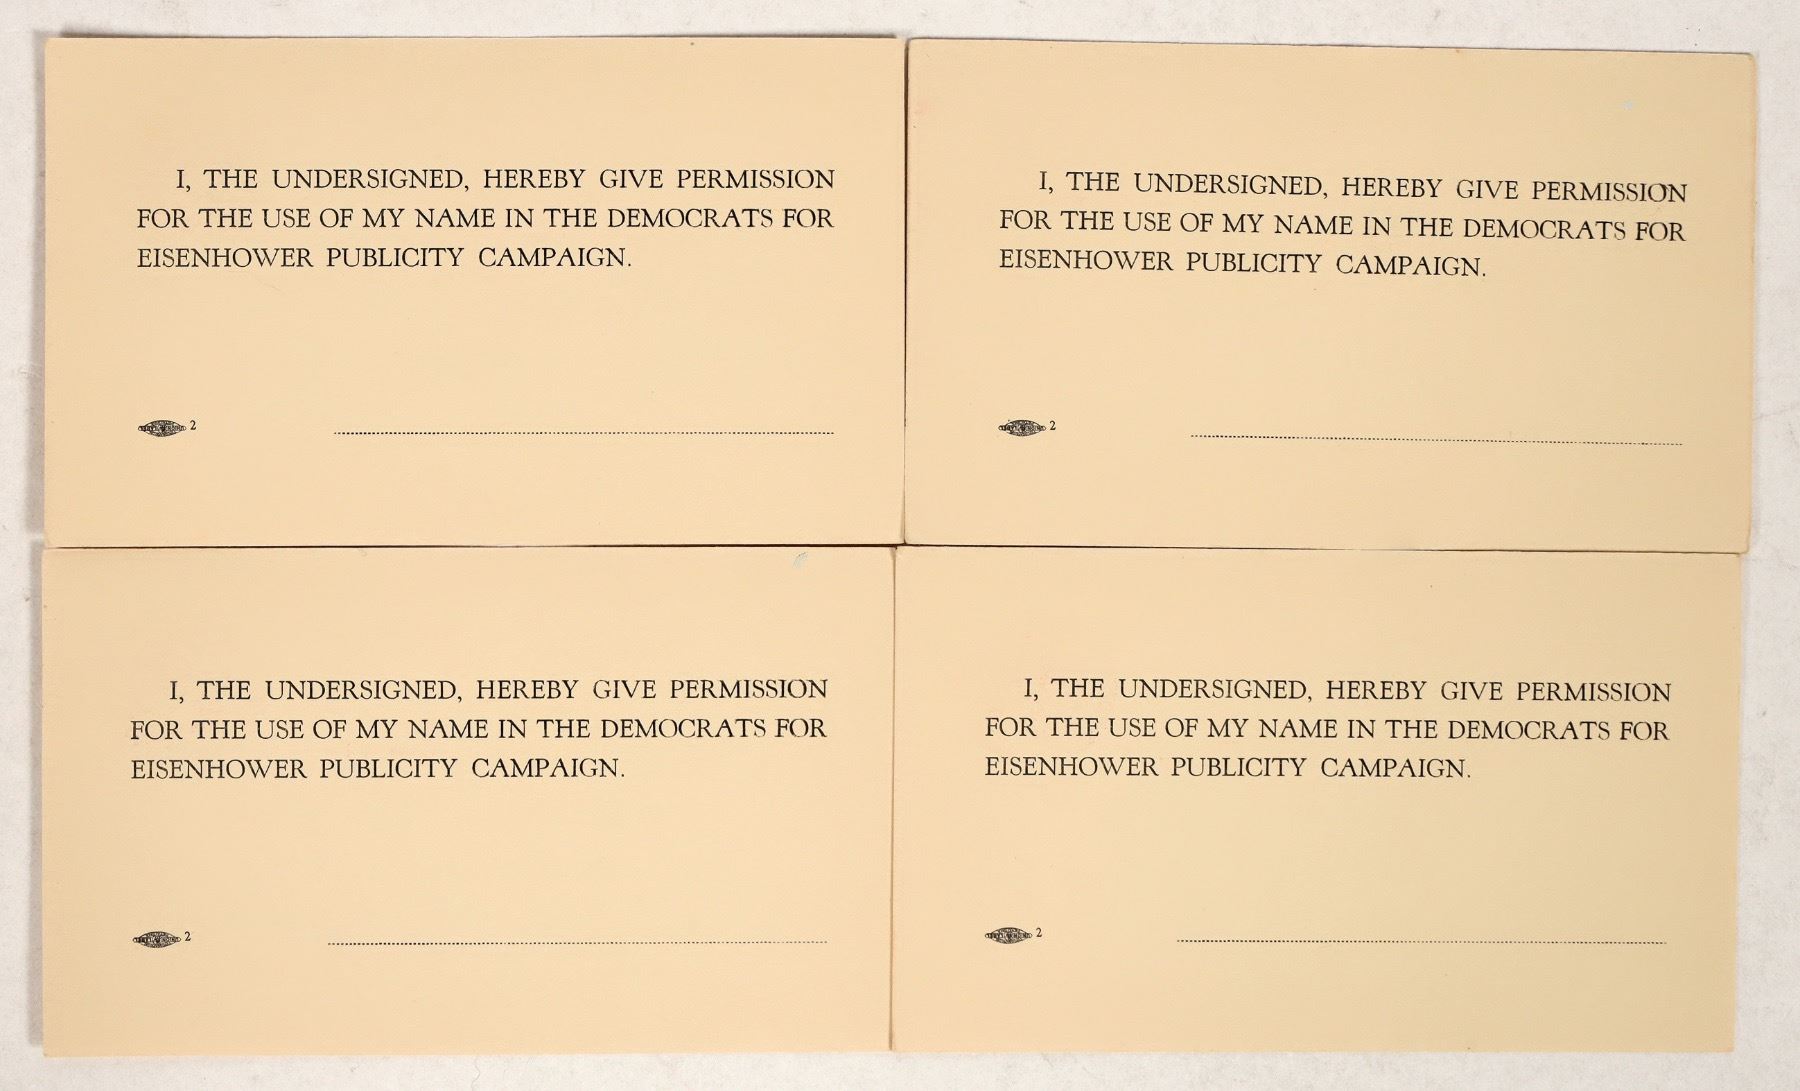 I, THE UNDERSIGNED, HEREBY GIVE PERMISSION
FOR THE USE OF MY NAME IN THE DEMOCRATS FOR
EISENHOWER PUBLICITY CAMPAIGN.
2
I, THE UNDERSIGNED, HEREBY GIVE PERMISSION
FOR THE USE OF MY NAME IN THE DEMOCRATS FOR
EISENHOWER PUBLICITY CAMPAIGN.
2
I, THE UNDERSIGNED, HEREBY GIVE PERMISSION
FOR THE USE OF MY NAME IN THE DEMOCRATS FOR
EISENHOWER PUBLICITY CAMPAIGN.
2
I, THE UNDERSIGNED, HEREBY GIVE PERMISSION
FOR THE USE OF MY NAME IN THE DEMOCRATS FOR
EISENHOWER PUBLICITY CAMPAIGN.
2